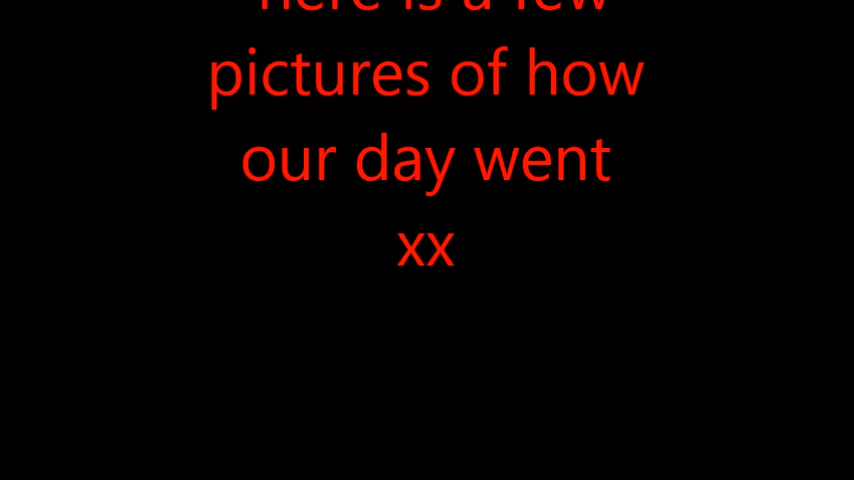 here is a few
pictures of how
our day went
xx